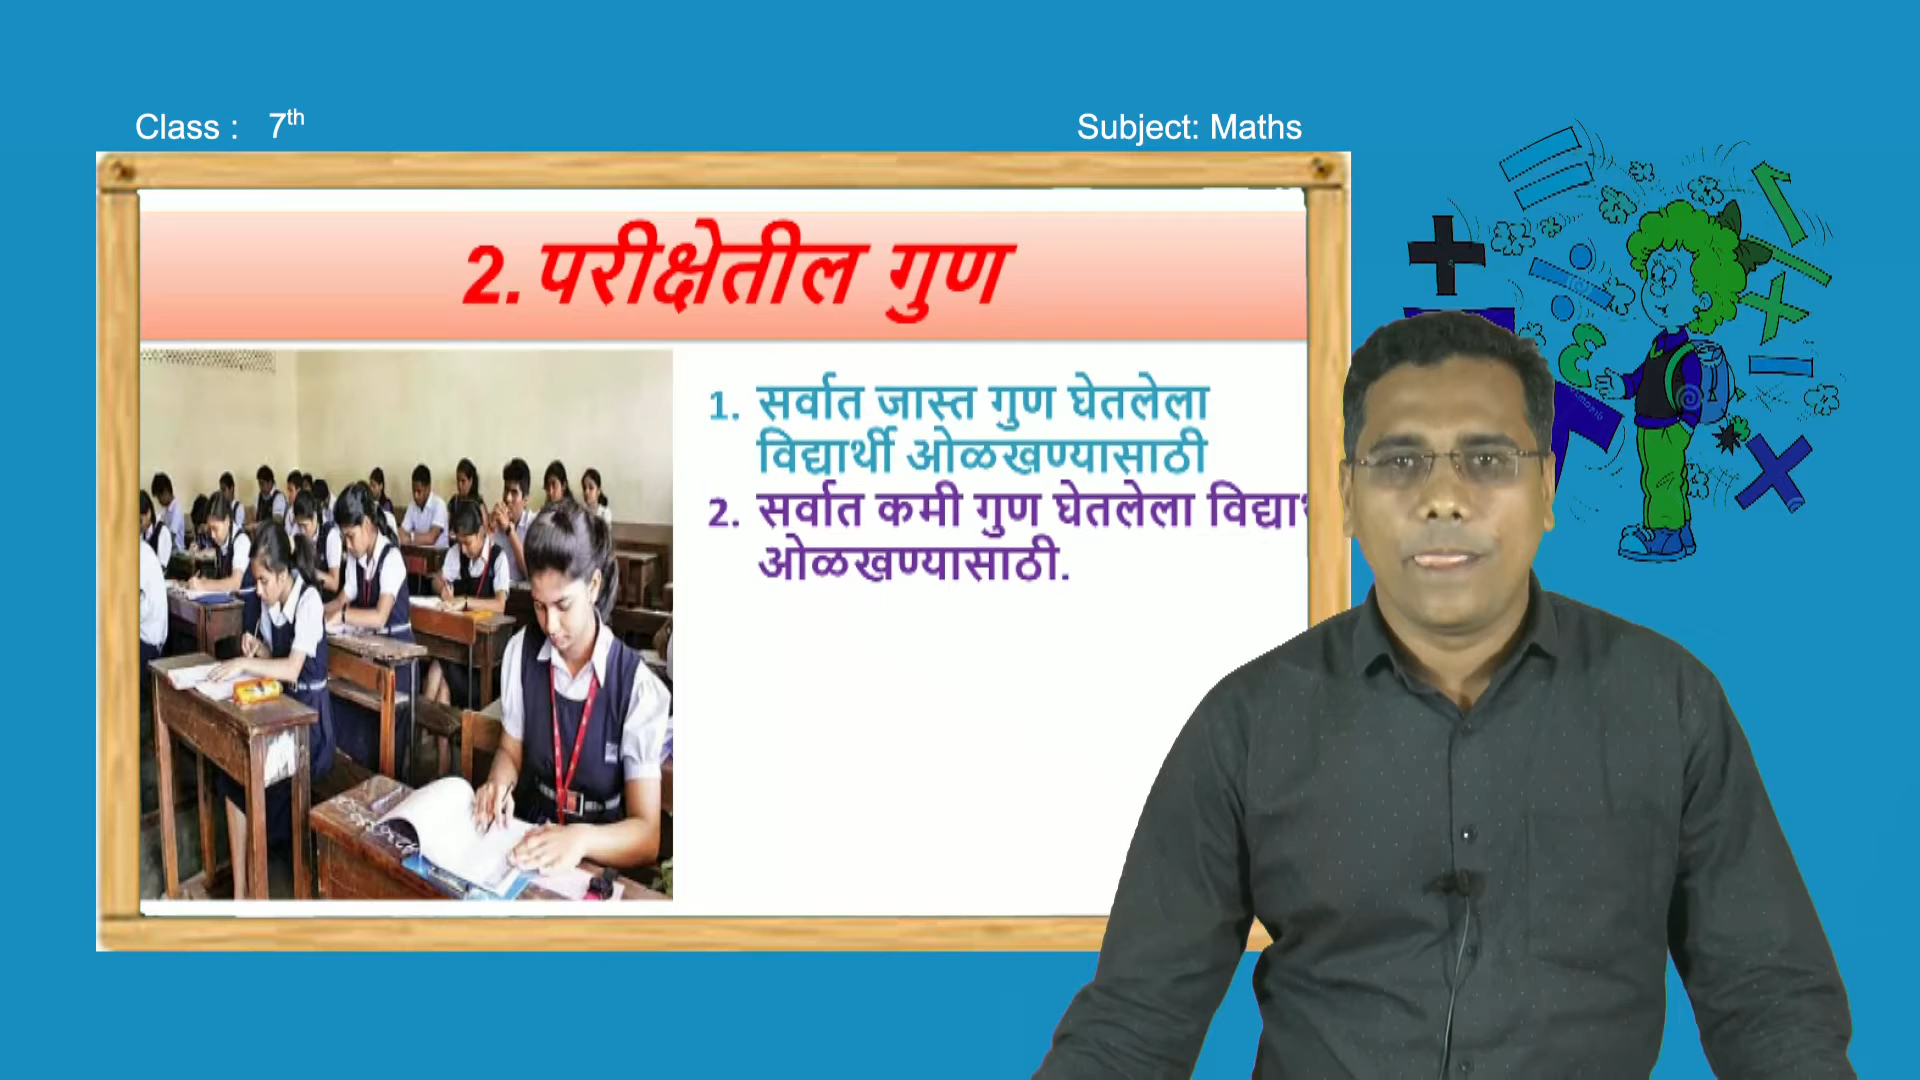 Class : 7th
Subject: Maths
2. परीक्षेतील गुण
1. सर्वात जास्त गुण घेतलेला
विद्यार्थी ओळखण्यासाठी
2. सर्वात कमी गुण घेतलेला
ओळखण्यासाठी.